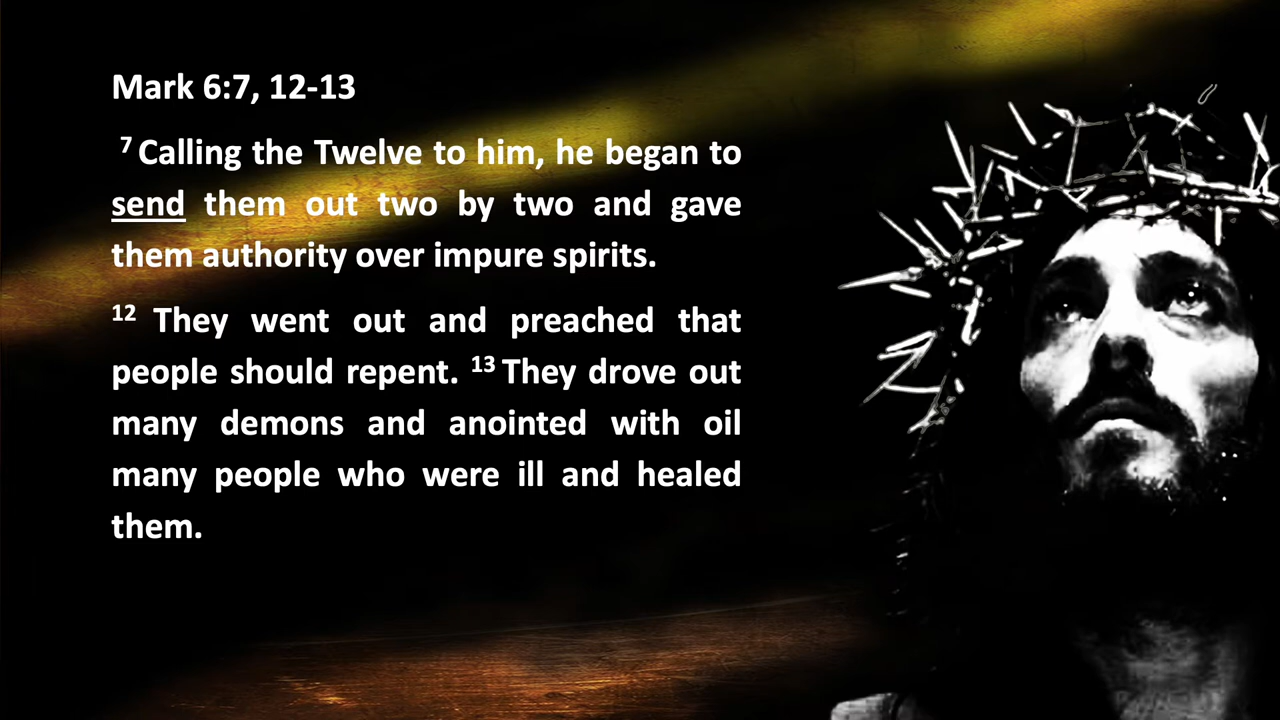 Mark 6:7, 12-13
⁷ Calling the Twelve to him, he began to
send them out two by two and gave
them authority over impure spirits.
¹² They went out and preached that
people should repent. ¹³ They drove out
many demons and anointed with oil
many people who were ill and healed
them.